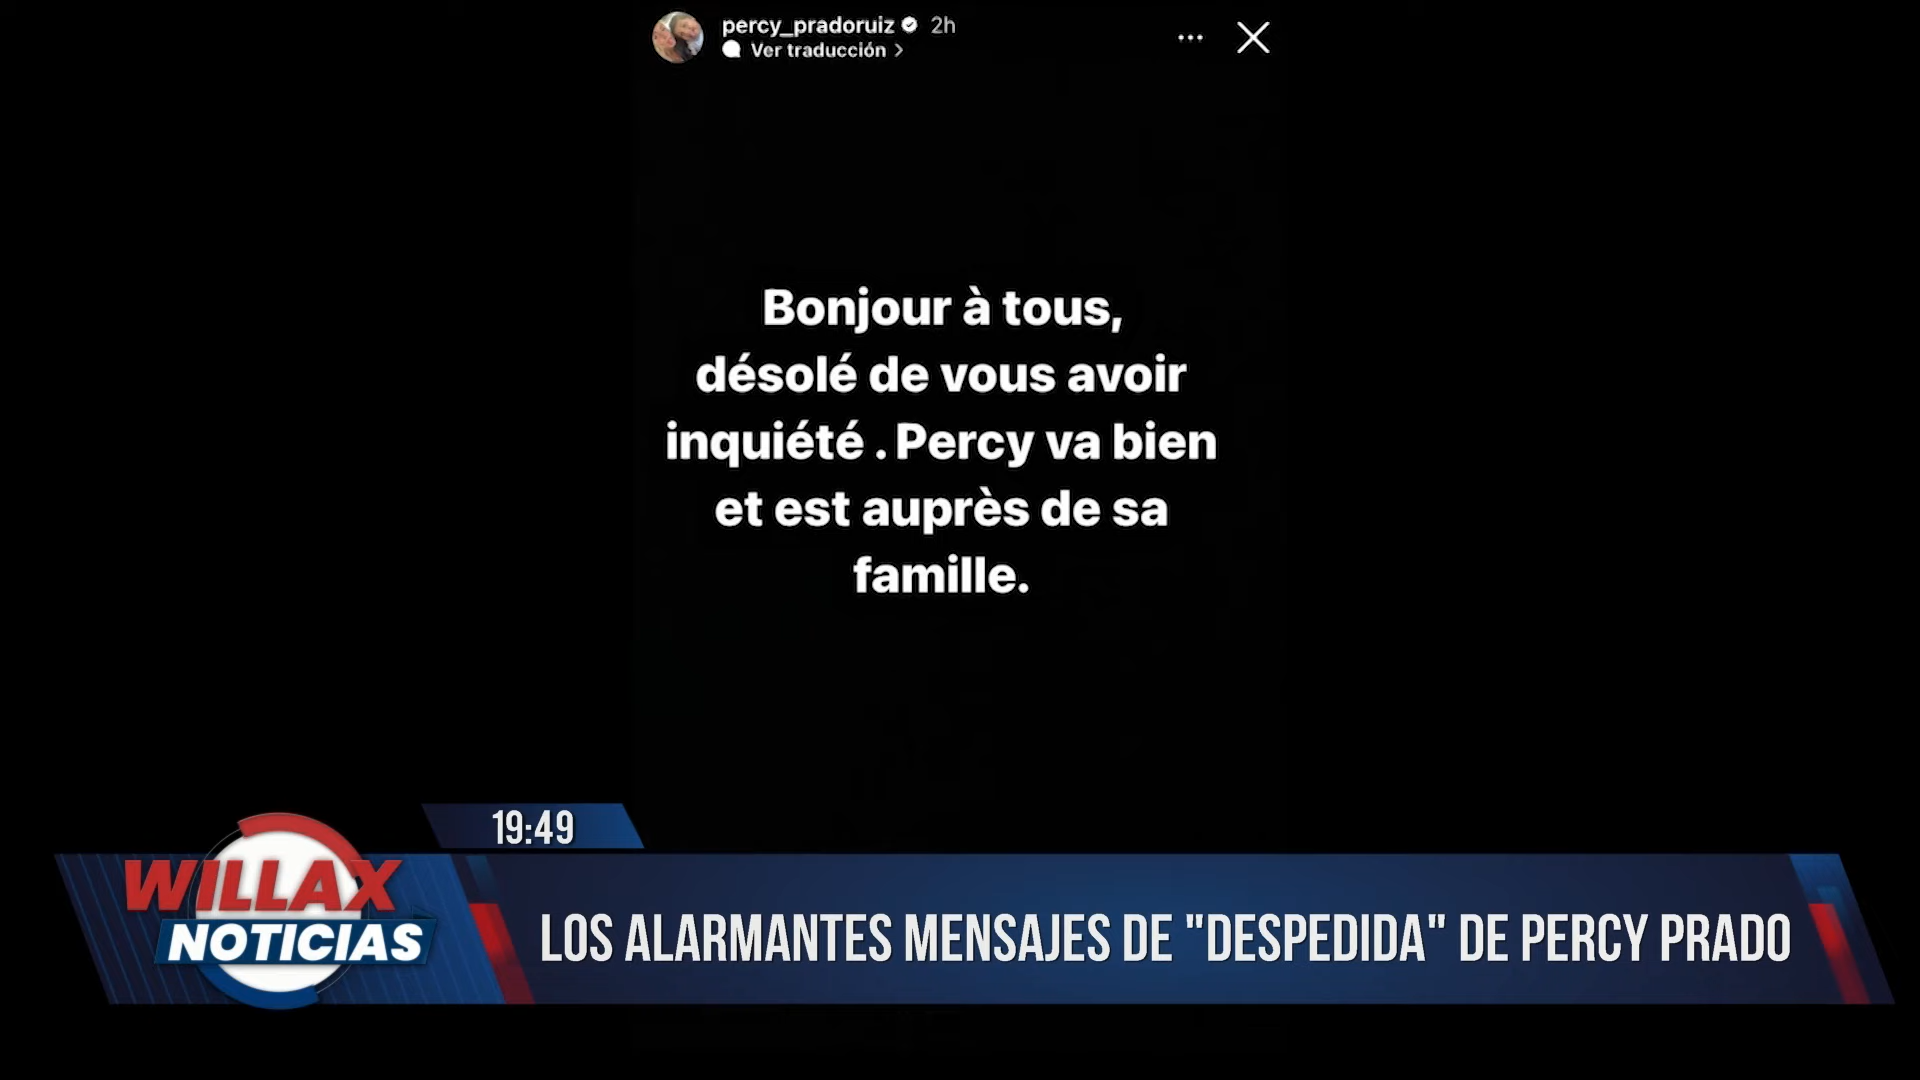 percy_pradoruiz 2h
Ver traducción >
Bonjour à tous,
désolé de vous avoir
inquiété . Percy va bien
et est auprès de sa
famille.
19:49
WILLAX
NOTICIAS
LOS ALARMANTES MENSAJES DE "DESPEDIDA" DE PERCY PRADO